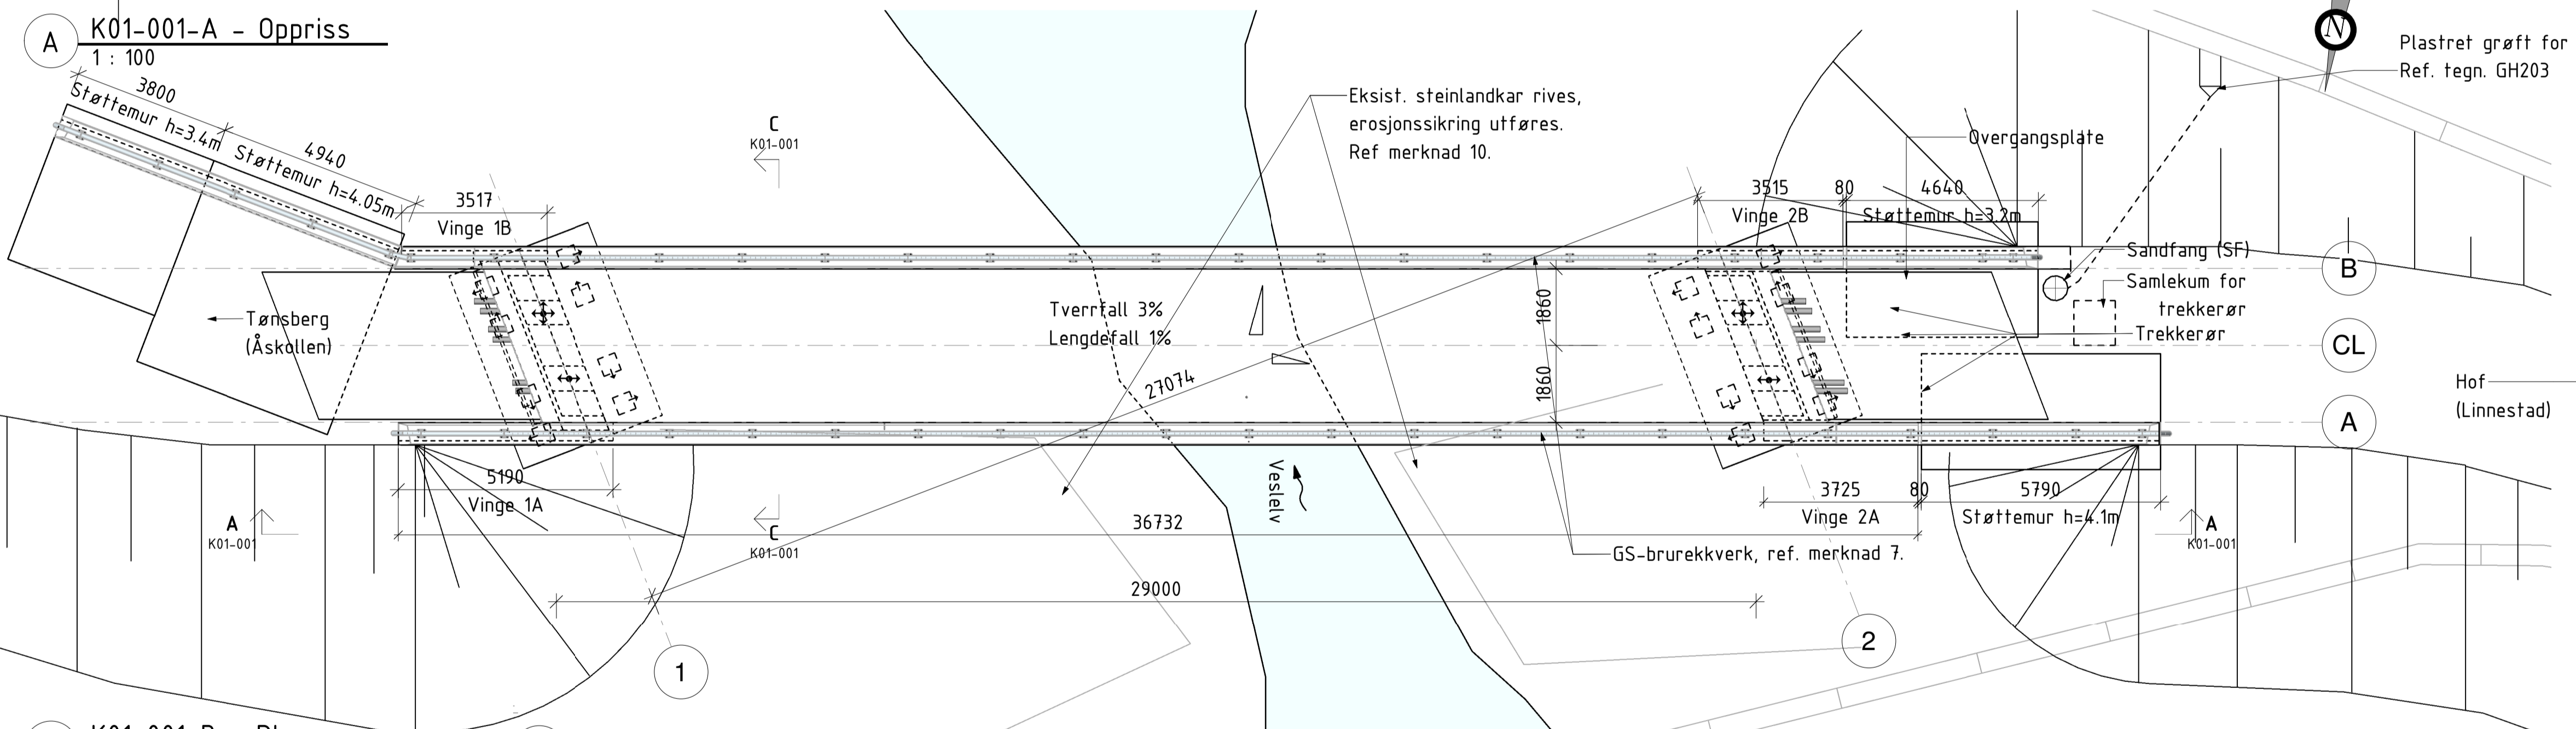 A
K01-001-A - Oppriss
1 : 100
N
Plastret grøft for
Ref. tegn. GH203
3800
Støttemur h=3.4m
4940
Støttemur h=4.05m
3517
Vinge 1B
C
K01-001
Eksist. steinlandkar rives,
erosjonssikring utføres.
Ref merknad 10.
Overgangsplate
3515
80
4640
Vinge 2B
Støttemur h=3.2m
Sandfang (SF)
B
Samlekum for
trekkerør
Trekkerør
Tønsberg
(Åskollen)
Tverrfall 3%
Lengdefall 1%
1860
1860
27074
CL
Hof
(Linnestad)
A
5190
Vinge 1A
A
K01-001
C
K01-001
Veslelv
36732
3725
80
5790
Vinge 2A
Støttemur h=4.1m
A
K01-001
GS-brurekkverk, ref. merknad 7.
29000
1
2